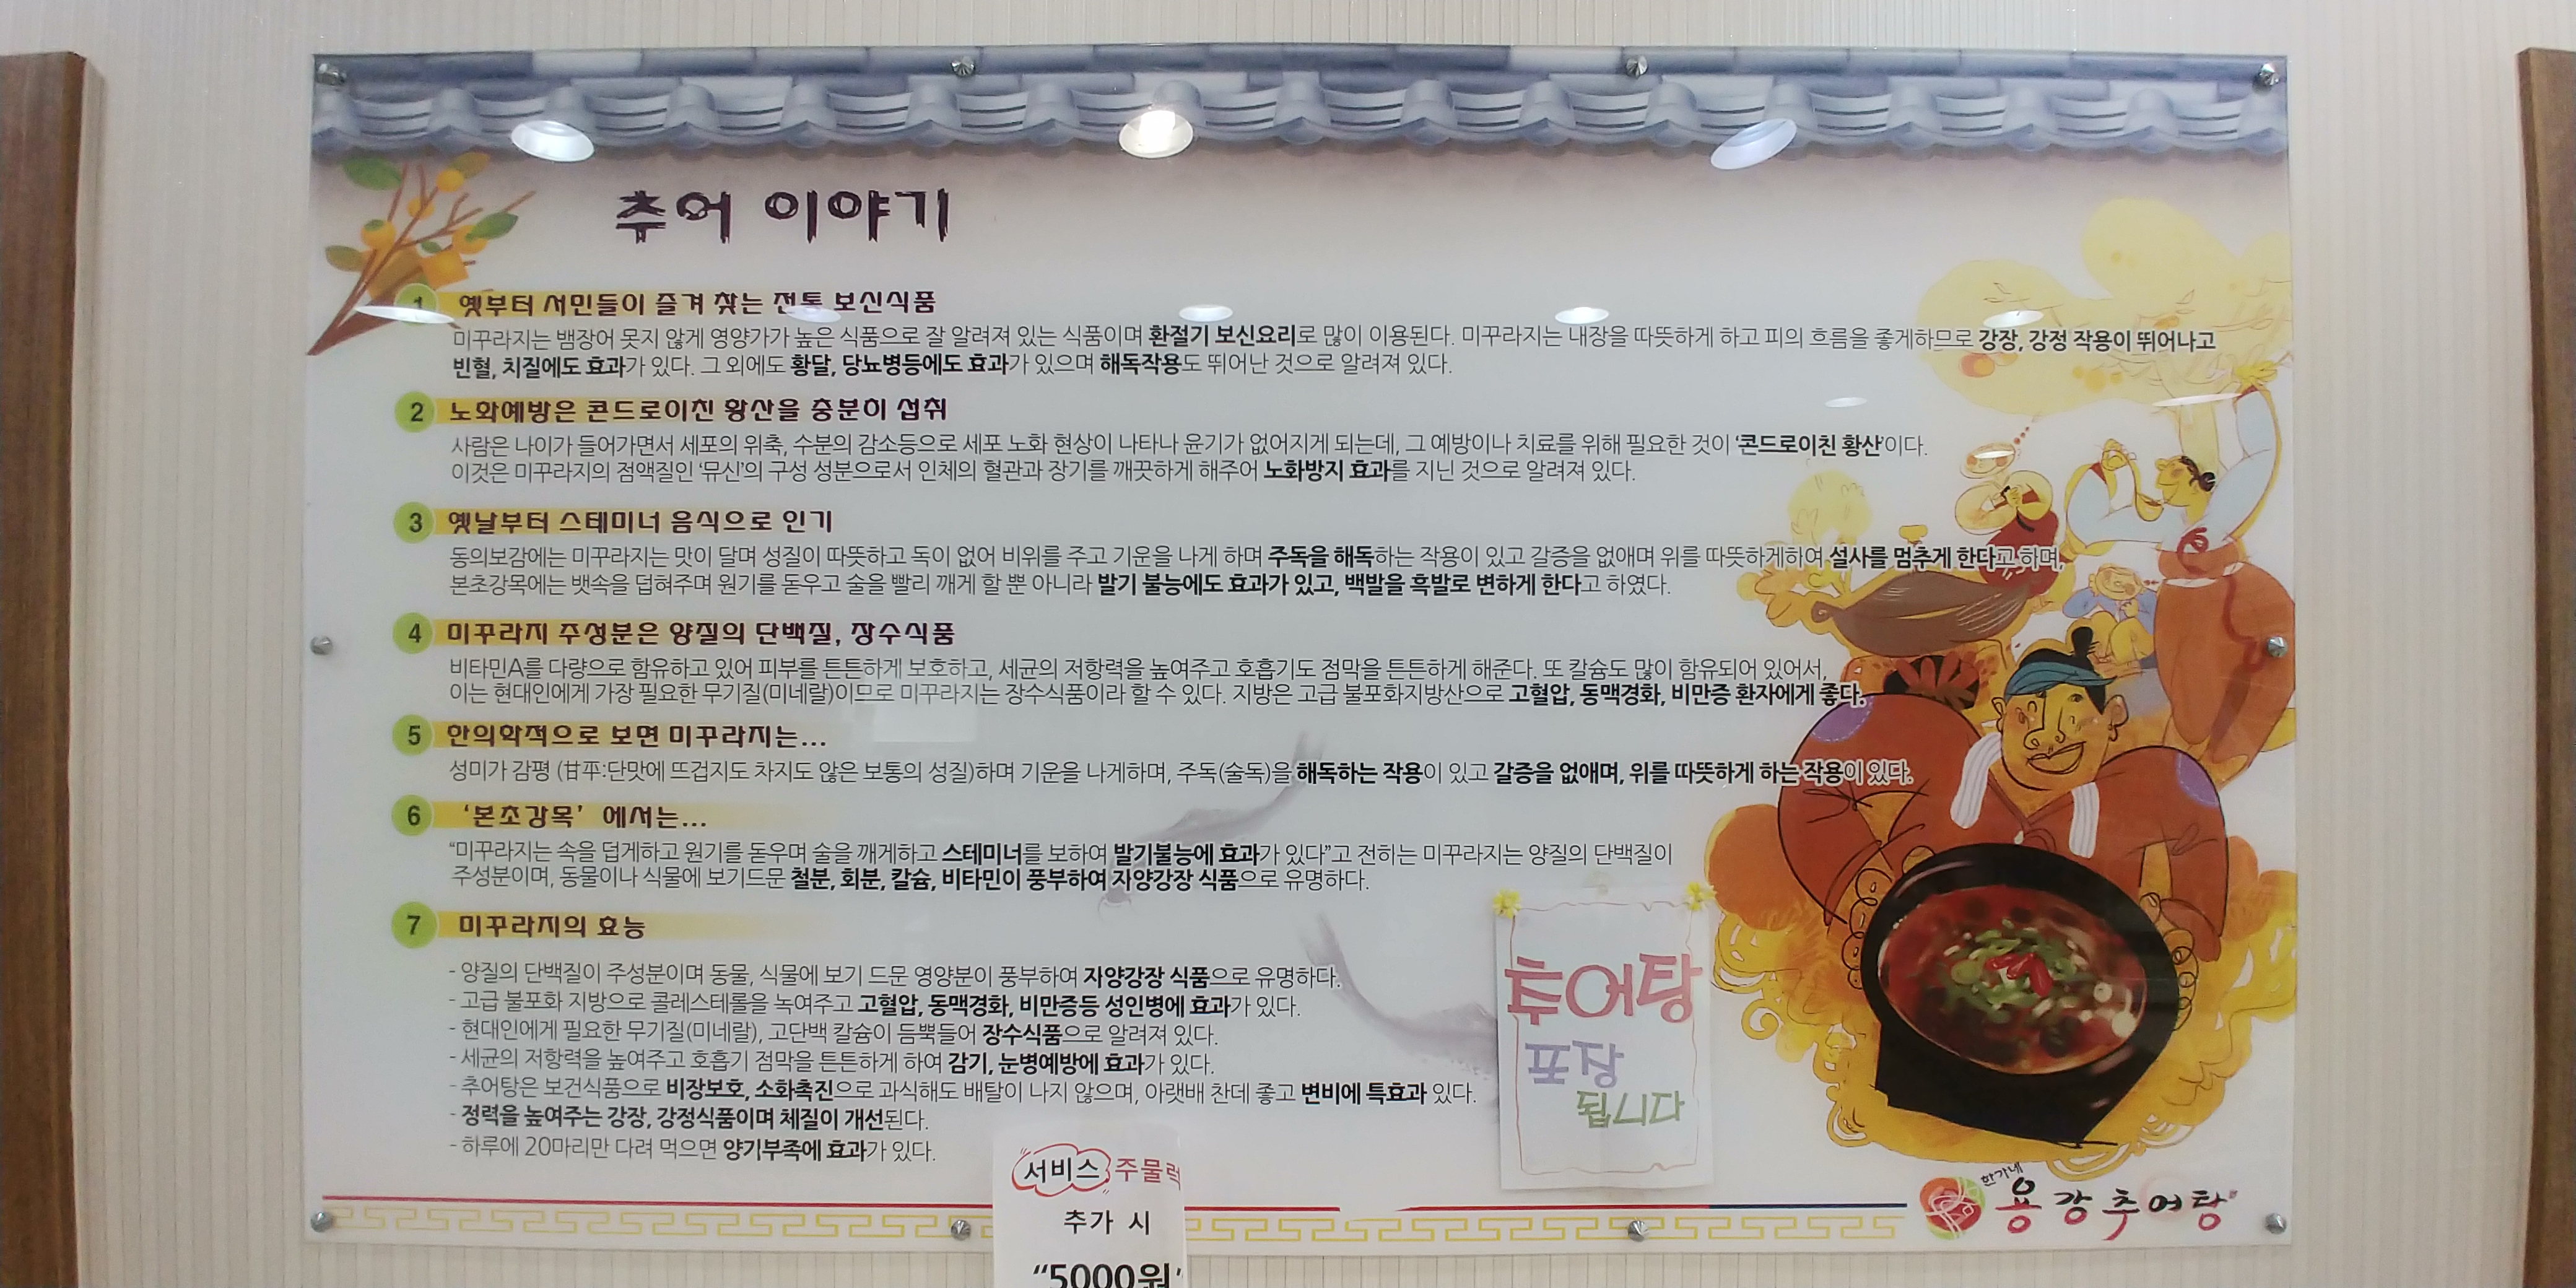 추어 이야기
1 옛부터 서민들이 즐겨 찾는 전통 보신식품
미꾸라지는 뱀장어 못지 않게 영양가가 높은 식품으로 잘 알려져 있는 식품이며 환절기 보신요리로 많이 이용된다. 미꾸라지는 내장을 따뜻하게 하고 피의 흐름을 좋게하므로 강장, 강정 작용이 뛰어나고
빈혈, 치질에도 효과가 있다. 그 외에도 황달, 당뇨병등에도 효과가 있으며 해독작용도 뛰어난 것으로 알려져 있다.
2 노화예방은 콘드로이친 황산을 충분히 섭취
사람은 나이가 들어가면서 세포의 위축, 수분의 감소등으로 세포 노화 현상이 나타나 윤기가 없어지게 되는데, 그 예방이나 치료를 위해 필요한 것이 '콘드로이친 황산'이다.
이것은 미꾸라지의 점액질인 '뮤신'의 구성 성분으로서 인체의 혈관과 장기를 깨끗하게 해주어 노화방지 효과를 지닌 것으로 알려져 있다.
3 옛날부터 스테미너 음식으로 인기
동의보감에는 미꾸라지는 맛이 달며 성질이 따뜻하고 독이 없어 비위를 주고 기운을 나게 하며 주독을 해독하는 작용이 있고 갈증을 없애며 위를 따뜻하게하여 설사를 멈추게 한다고 하며,
본초강목에는 뱃속을 덥혀주며 원기를 돋우고 술을 빨리 깨게 할 뿐 아니라 발기 불능에도 효과가 있고, 백발을 흑발로 변하게 한다고 하였다.
4 미꾸라지 주성분은 양질의 단백질, 장수식품
비타민A를 다량으로 함유하고 있어 피부를 튼튼하게 보호하고, 세균의 저항력을 높여주고 호흡기도 점막을 튼튼하게 해준다. 또 칼슘도 많이 함유되어 있어서,
이는 현대인에게 가장 필요한 무기질(미네랄)이므로 미꾸라지는 장수식품이라 할 수 있다. 지방은 고급 불포화지방산으로 고혈압, 동맥경화, 비만증 환자에게 좋다.
5 한의학적으로 보면 미꾸라지는...
성미가 감평 (甘平:단맛에 뜨겁지도 차지도 않은 보통의 성질)하며 기운을 나게하며, 주독(술독)을 해독하는 작용이 있고 갈증을 없애며, 위를 따뜻하게 하는 작용이 있다.
6 '본초강목' 에서는...
"미꾸라지는 속을 덥게하고 원기를 돋우며 술을 깨게하고 스테미너를 보하여 발기불능에 효과가 있다"고 전하는 미꾸라지는 양질의 단백질이
주성분이며, 동물이나 식물에 보기드문 철분, 회분, 칼슘, 비타민이 풍부하여 자양강장 식품으로 유명하다.
7 미꾸라지의 효능
- 양질의 단백질이 주성분이며 동물, 식물에 보기 드문 영양분이 풍부하여 자양강장 식품으로 유명하다.
- 고급 불포화 지방으로 콜레스테롤을 녹여주고 고혈압, 동맥경화, 비만증등 성인병에 효과가 있다.
- 현대인에게 필요한 무기질(미네랄), 고단백 칼슘이 듬뿍들어 장수식품으로 알려져 있다.
- 세균의 저항력을 높여주고 호흡기 점막을 튼튼하게 하여 감기, 눈병예방에 효과가 있다.
- 추어탕은 보건식품으로 비장보호, 소화촉진으로 과식해도 배탈이 나지 않으며, 아랫배 찬데 좋고 변비에 특효과 있다.
- 정력을 높여주는 강장, 강정식품이며 체질이 개선된다.
- 하루에 20마리만 다려 먹으면 양기부족에 효과가 있다.
추어탕
포장
됩니다
서비스 주물럭
추가 시
"5000원"
한가네
용강추어탕